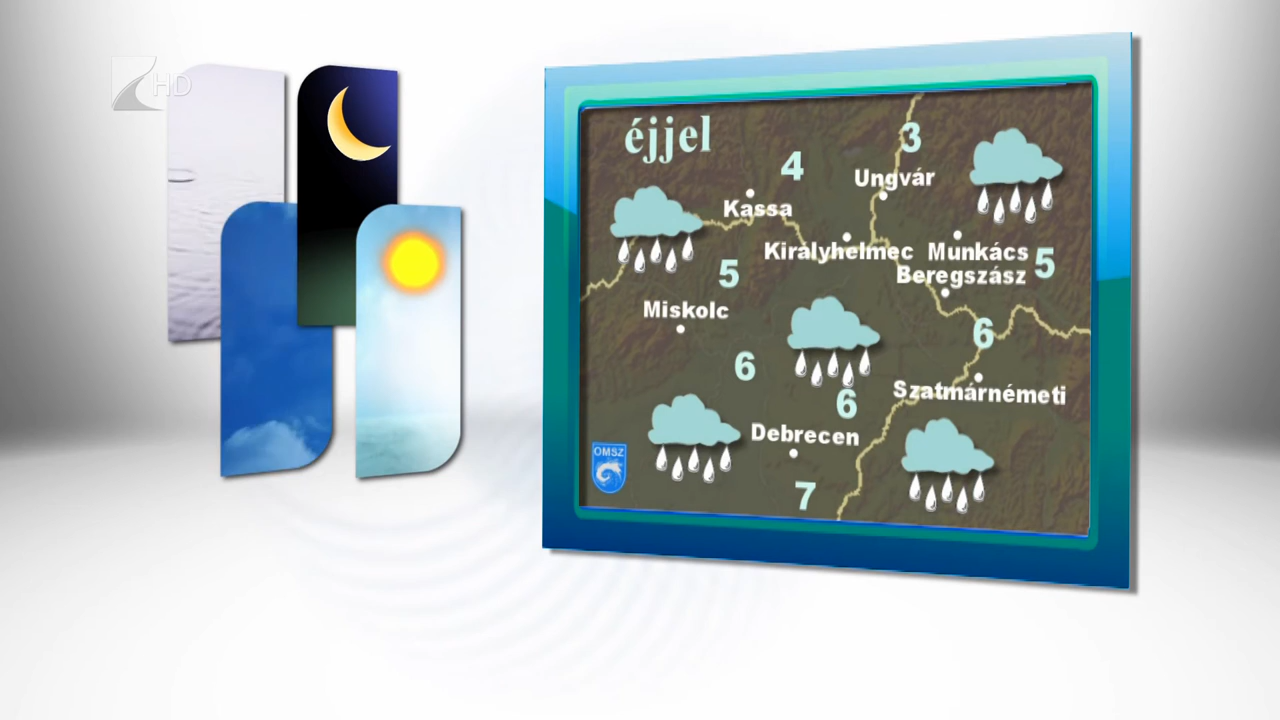 HD
éjjel
3
4
Ungvár
Kassa
Királyhelmec
Munkács
5
Beregszász
5
Miskolc
6
6
Szatmárnémeti
6
Debrecen
OMSZ
7